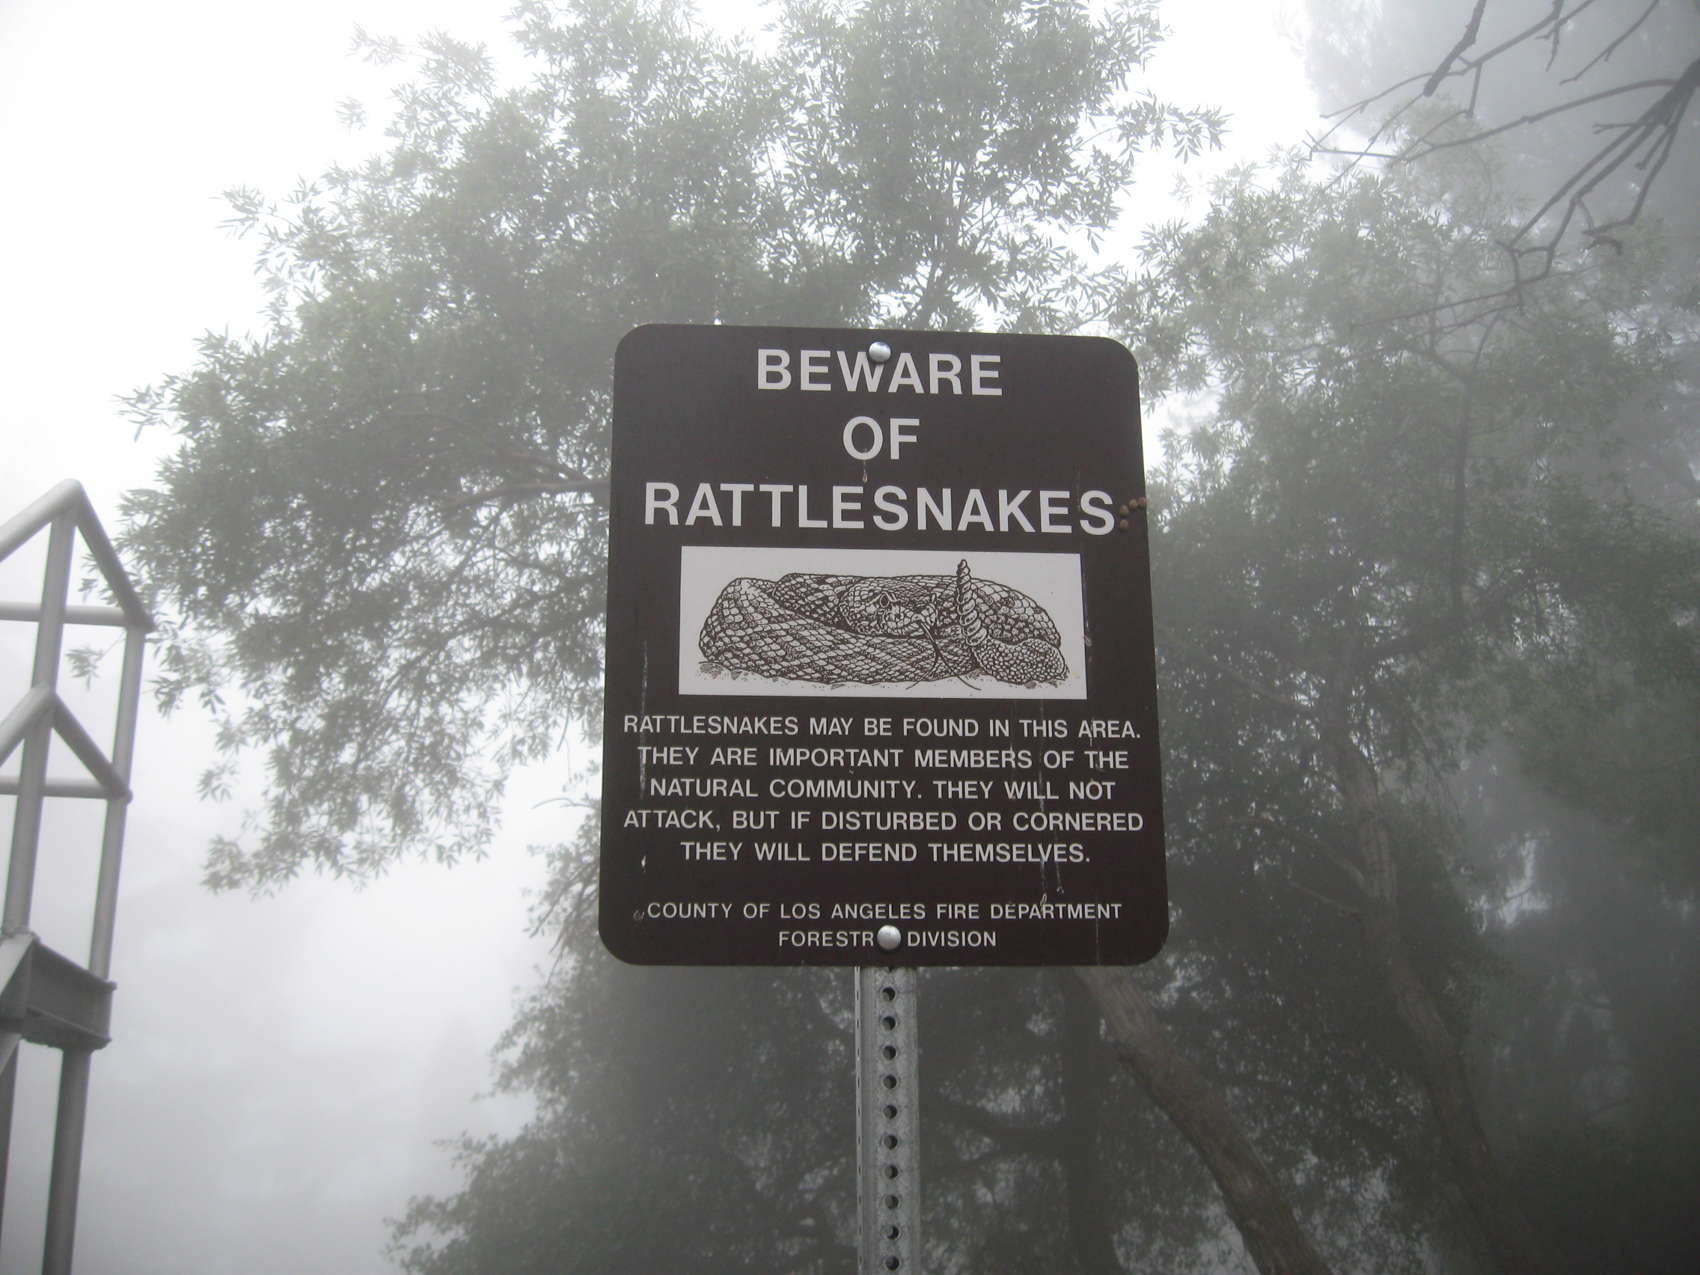 BEWARE
OF
RATTLESNAKES
RATTLESNAKES MAY BE FOUND IN THIS AREA.
THEY ARE IMPORTANT MEMBERS OF THE
NATURAL COMMUNITY. THEY WILL NOT
ATTACK, BUT IF DISTURBED OR CORNERED
THEY WILL DEFEND THEMSELVES.
COUNTY OF LOS ANGELES FIRE DEPARTMENT
FORESTR DIVISION